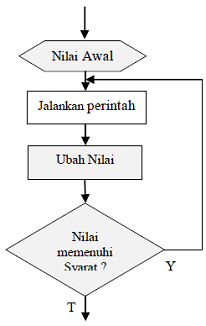 Nilai Awal
Jalankan perintah
Ubah Nilai
Nilai
memenuhi
Syarat ?
Y
T